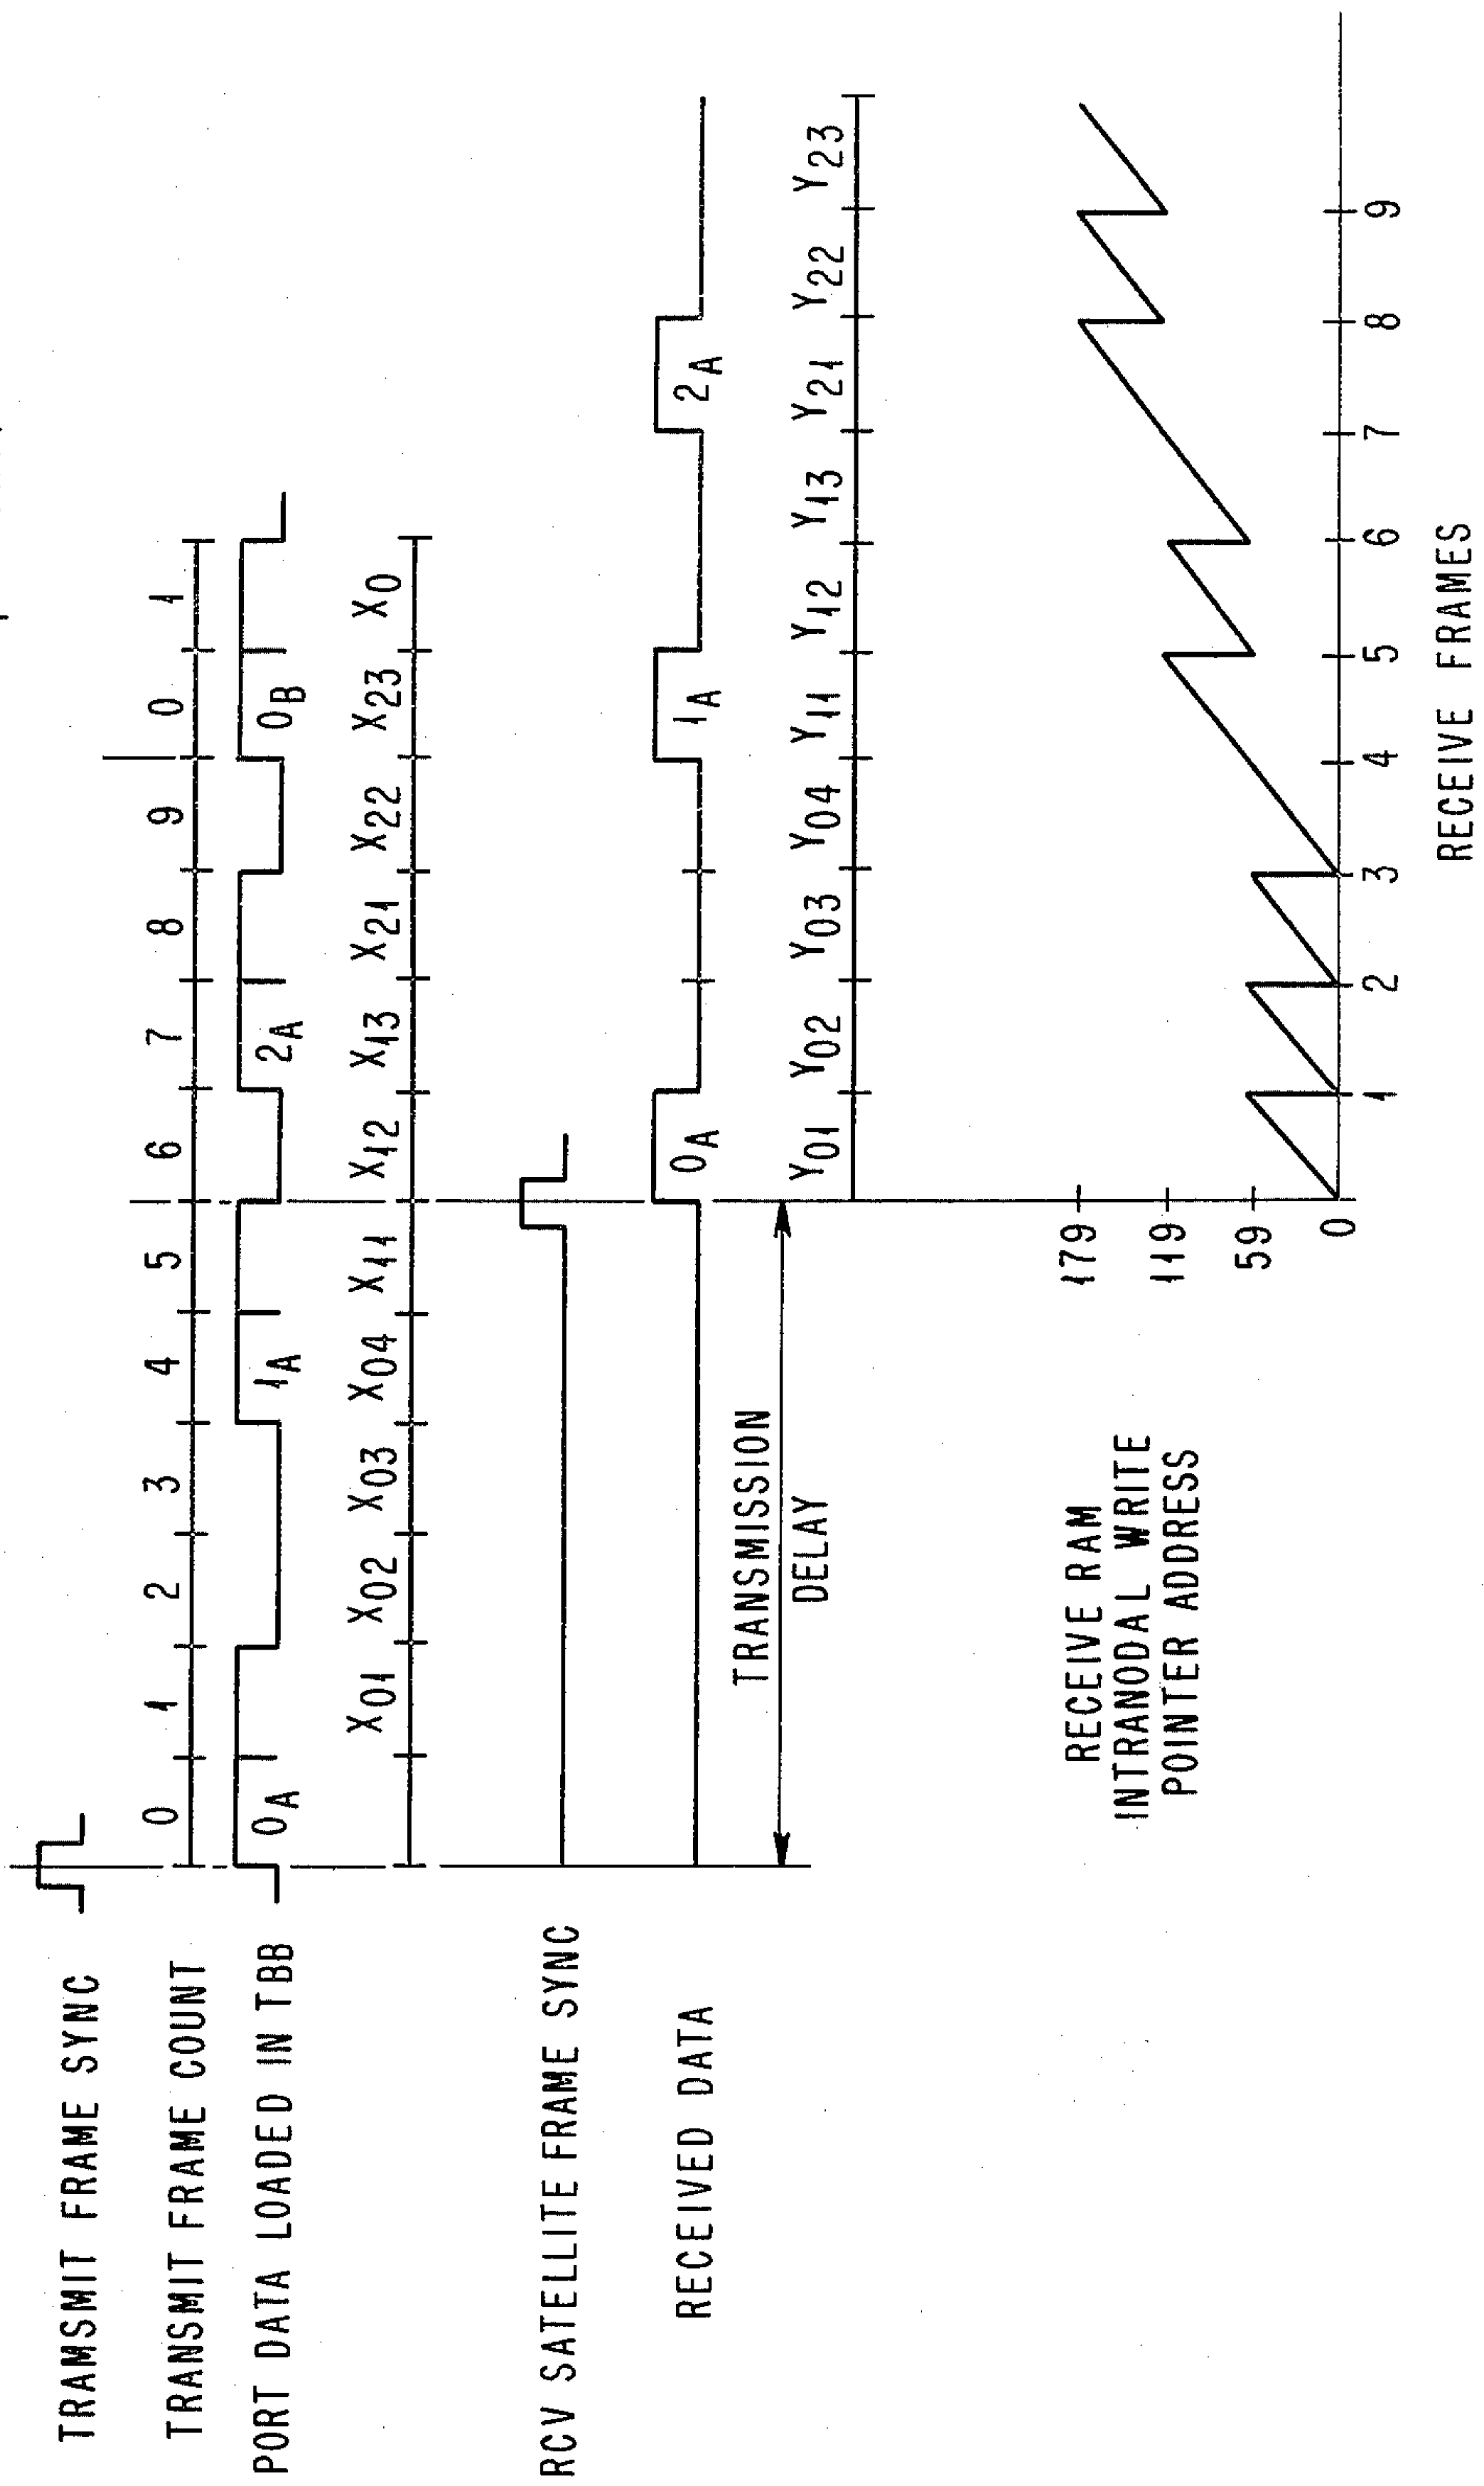 TRAMSMIT FRAME SYNC
TRANSMIT FRAME COUNT
0 1 2 3 4 5 6 7 8 9 0 1
PORT DATA LOADED IN TBB
0A 1A 2A 0B
X01 X02 X03 X04 X11 X12 X13 X21 X22 X23 X0
RCV SATELLITE FRAME SYNC
RECEIVED DATA
0A 1A 2A
TRANSMISSION
DELAY
Y01 Y02 Y03 Y04 Y11 Y12 Y13 Y21 Y22 Y23
RECEIVE RAM
INTRANODAL WRITE
POINTER ADDRESS
179
119
59
0
1 2 3 4 5 6 7 8 9
RECEIVE FRAMES